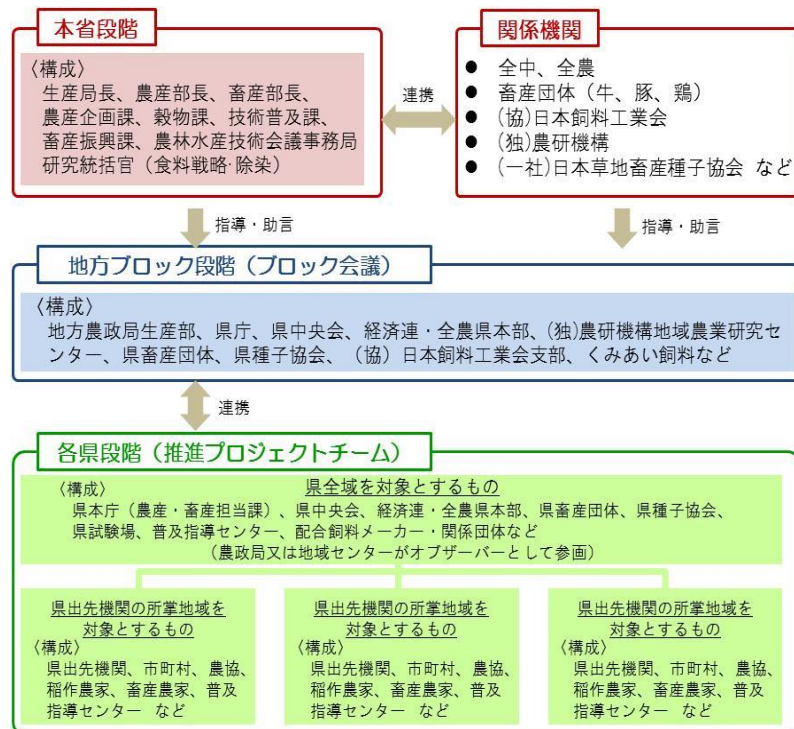 本省段階
〈構成〉
生産局長、農産部長、畜産部長、
農産企画課、穀物課、技術普及課、
畜産振興課、農林水産技術会議事務局
研究統括官（食料戦略·除染）
連携
関係機関
● 全中、全農
● 畜産団体（牛、豚、鶏）
● (協)日本飼料工業会
● (独)農研機構
● (一社)日本草地畜産種子協会 など
指導・助言
指導・助言
地方ブロック段階（ブロック会議）
〈構成〉
地方農政局生産部、県庁、県中央会、経済連・全農県本部、(独)農研機構地域農業研究セ
ンター、県畜産団体、県種子協会、（協）日本飼料工業会支部、くみあい飼料など
連携
各県段階（推進プロジェクトチーム）
〈構成〉 県全域を対象とするもの
県本庁（農産・畜産担当課）、県中央会、経済連・全農県本部、県畜産団体、県種子協会、
県試験場、普及指導センター、配合飼料メーカー・関係団体など
（農政局又は地域センターがオブザーバーとして参画）
県出先機関の所掌地域を
対象とするもの
〈構成〉
県出先機関、市町村、農協、
稲作農家、畜産農家、普及
指導センター など
県出先機関の所掌地域を
対象とするもの
〈構成〉
県出先機関、市町村、農協、
稲作農家、畜産農家、普及
指導センター など
県出先機関の所掌地域を
対象とするもの
〈構成〉
県出先機関、市町村、農協、
稲作農家、畜産農家、普及
指導センター など